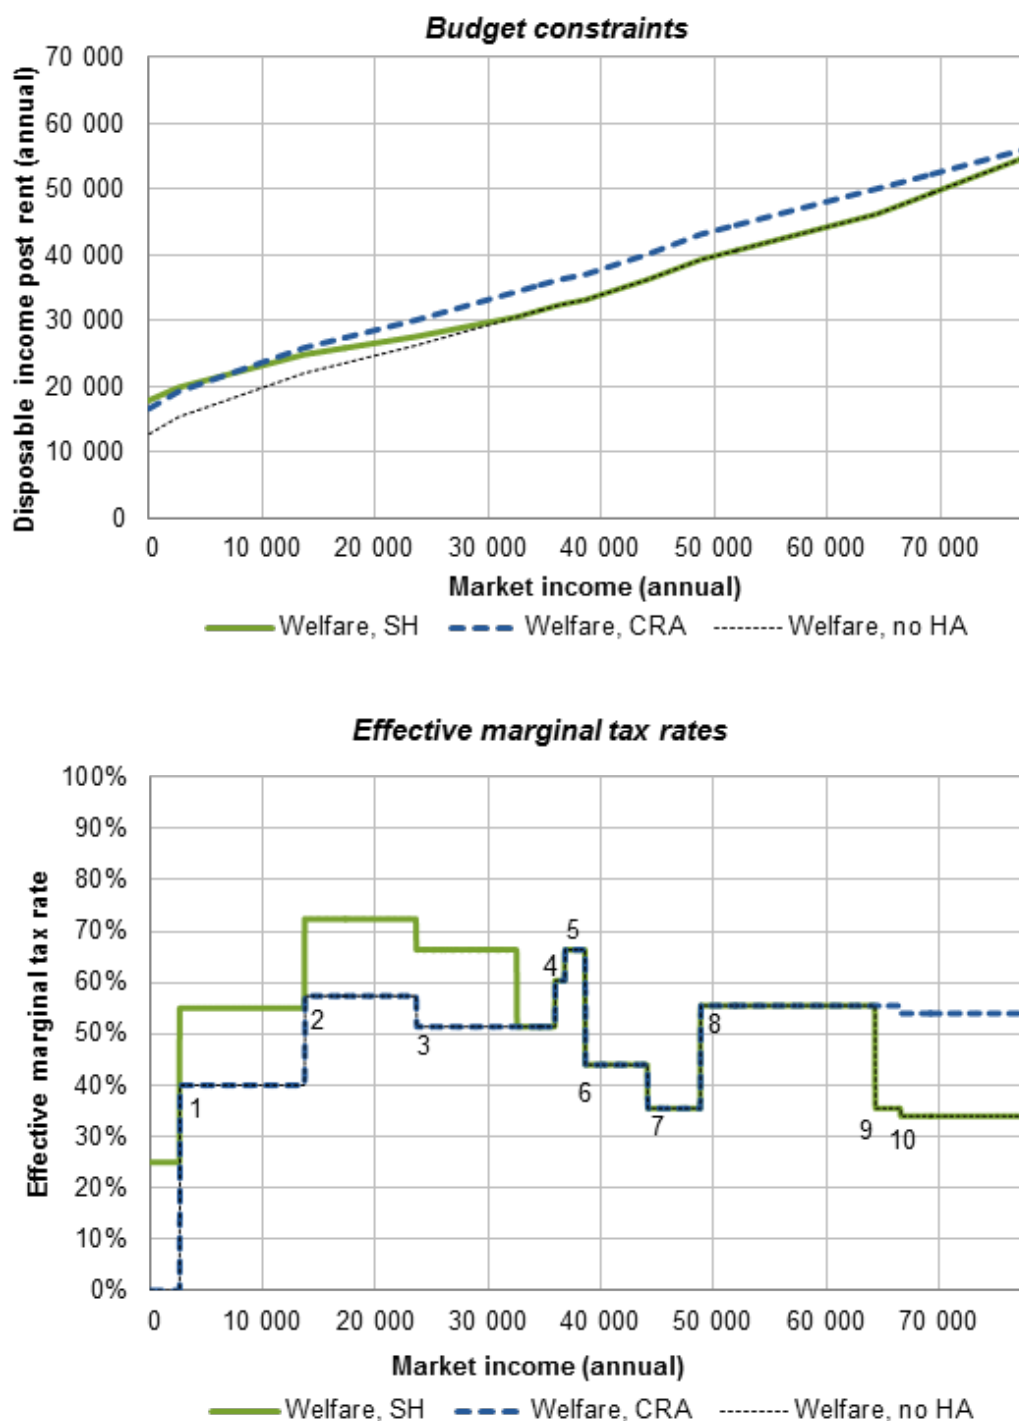 Budget constraints
Disposable income post rent (annual)
70 000
60 000
50 000
40 000
30 000
20 000
10 000
0
0 10 000 20 000 30 000 40 000 50 000 60 000 70 000
Market income (annual)
Welfare, SH Welfare, CRA Welfare, no HA
Effective marginal tax rates
Effective marginal tax rate
100%
90%
80%
70%
60%
50%
40%
30%
20%
10%
0%
1
2
3
4
5
6
7
8
9
10
0 10 000 20 000 30 000 40 000 50 000 60 000 70 000
Market income (annual)
Welfare, SH Welfare, CRA Welfare, no HA